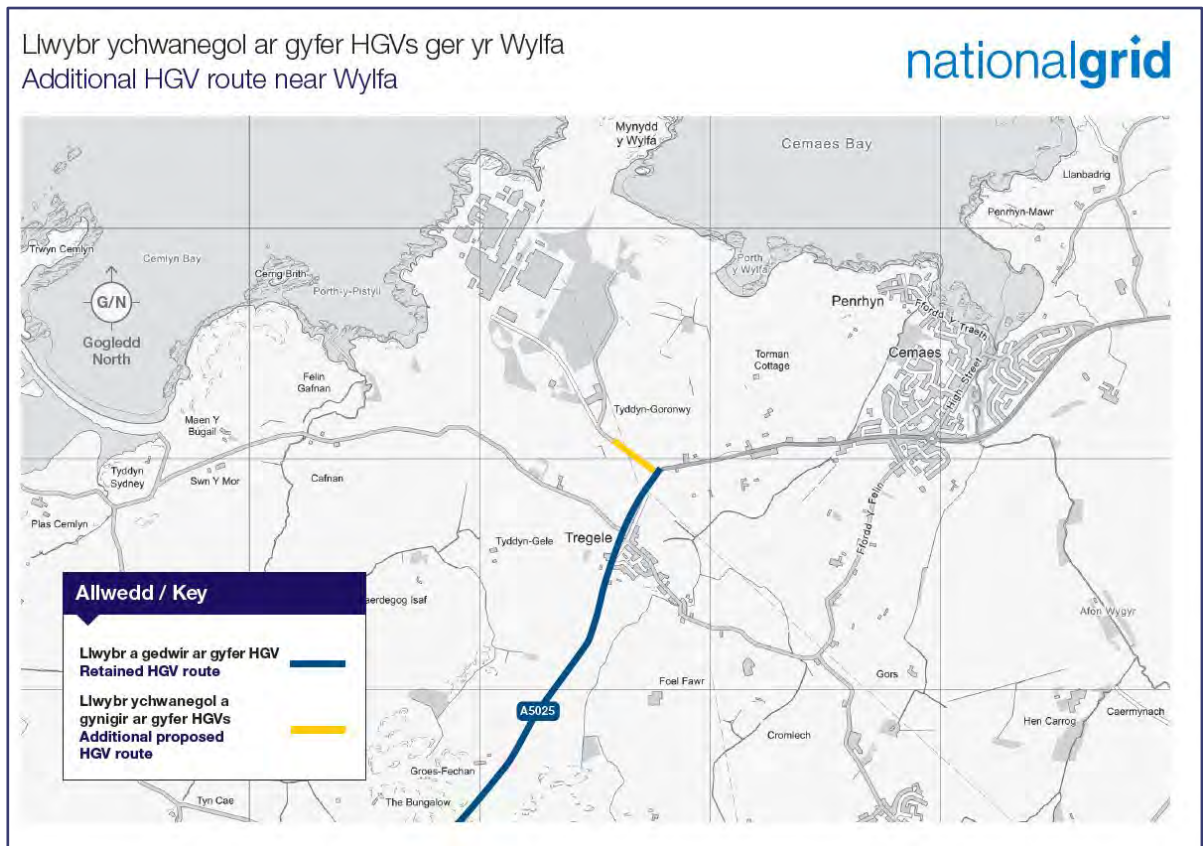 Llwybr ychwanegol ar gyfer HGVs ger yr Wylfa
Additional HGV route near Wylfa
nationalgrid
Mynydd
y Wylfa
Cemaes Bay
Llanbadrig
Penrhyn-Mawr
Trwyn Cemlyn
Cemlyn Bay
Cerrig Brith
Porth-y-Pistyll
Porth
y Wylfa
G/N
Gogledd
North
Penrhyn
Ffordd Y Traeth
Cemaes
High Street
Torman
Cottage
Felin
Gafnan
Tyddyn-Goronwy
Maen Y
Bugail
Tyddyn
Sydney
Swn Y Mor
Cafnan
Plas Cemlyn
Ffordd Y Felin
Tyddyn-Gele
Tregele
aerdegog Isaf
Afon Wygyr
Foel Fawr
Gors
A5025
Hen Carrog
Caermynach
Cromlech
Groes-Fechan
The Bungalow
Tyn Cae
Allwedd / Key
Llwybr a gedwir ar gyfer HGV
Retained HGV route
Llwybr ychwanegol a
gynigir ar gyfer HGVs
Additional proposed
HGV route